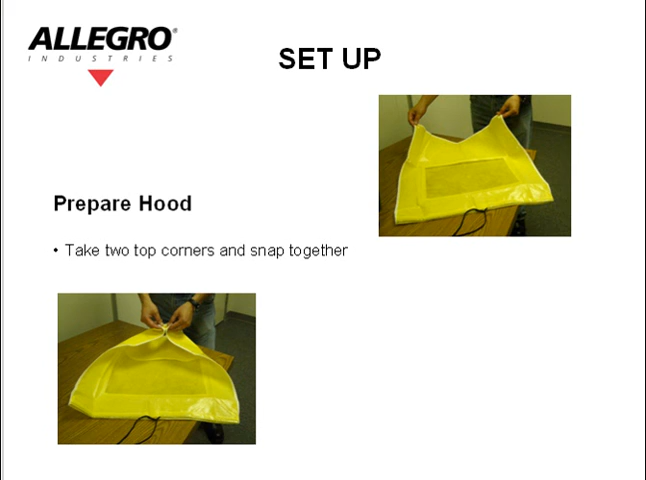 ALLEGRO®
INDUSTRIES
SET UP
Prepare Hood
• Take two top corners and snap together